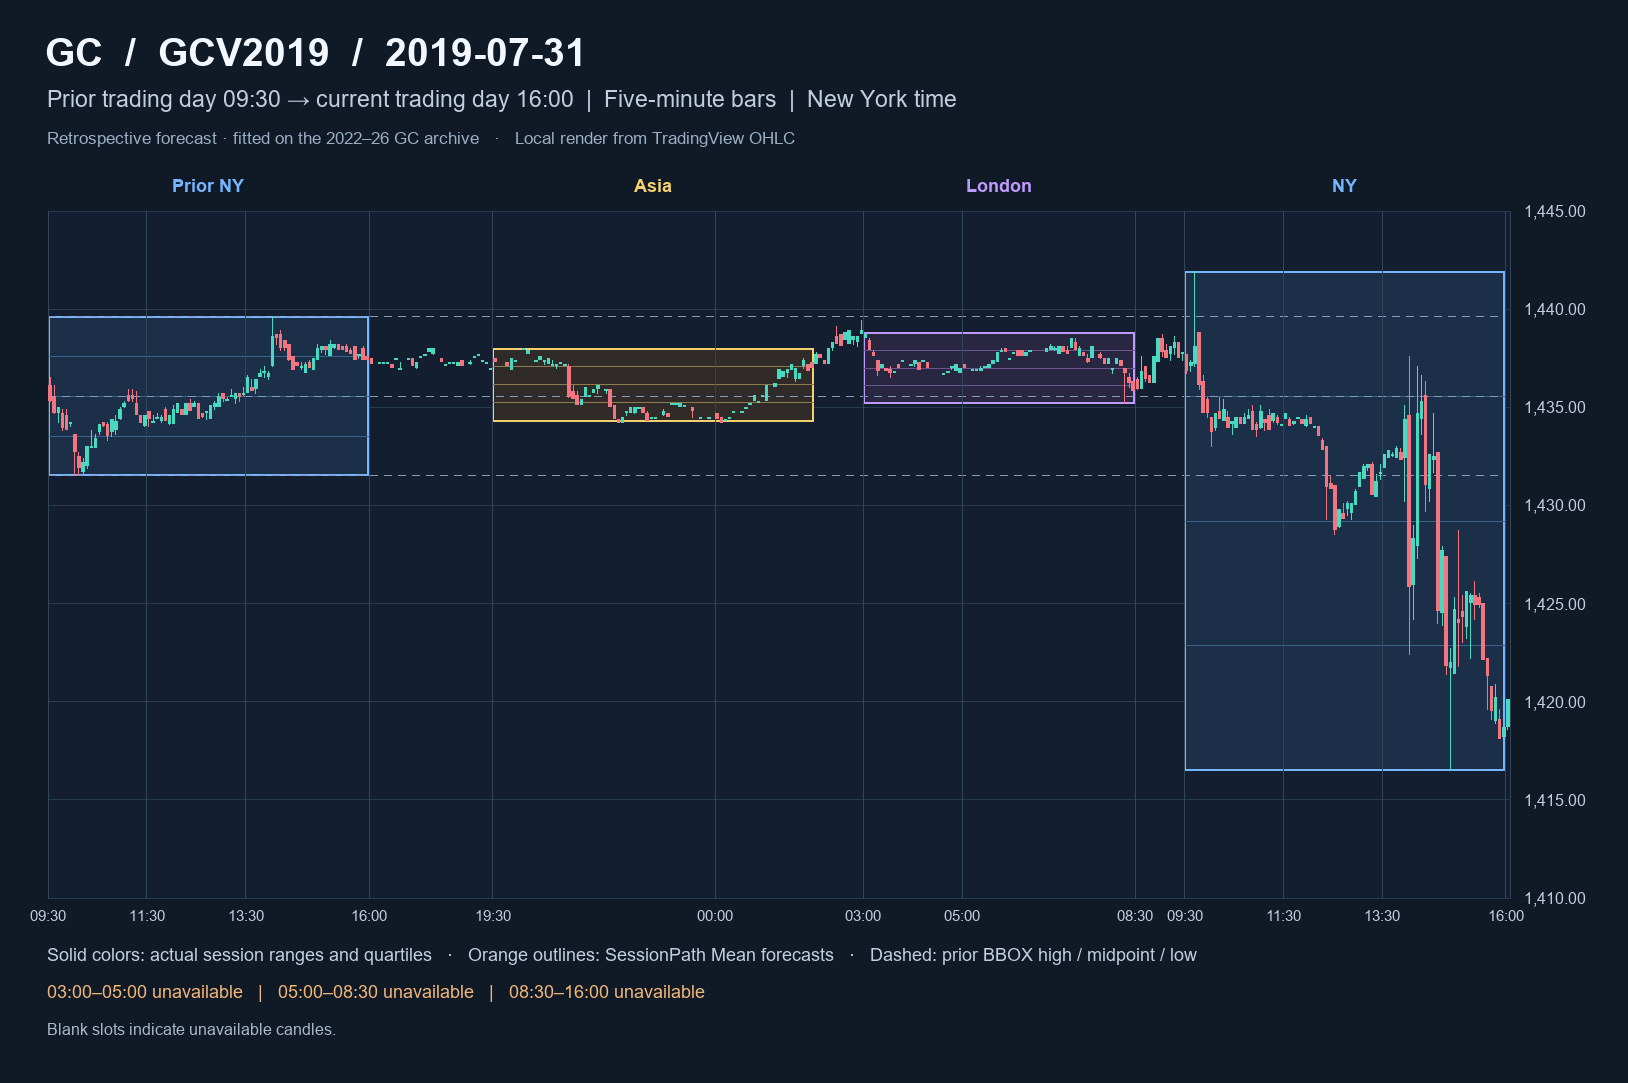 GC / GCV2019 / 2019-07-31
Prior trading day 09:30 → current trading day 16:00 | Five-minute bars | New York time
Retrospective forecast · fitted on the 2022–26 GC archive · Local render from TradingView OHLC
Prior NY Asia London NY
1,445.00
1,440.00
1,435.00
1,430.00
1,425.00
1,420.00
1,415.00
1,410.00
09:30 11:30 13:30 16:00 19:30 00:00 03:00 05:00 08:30 09:30 11:30 13:30 16:00
Solid colors: actual session ranges and quartiles · Orange outlines: SessionPath Mean forecasts · Dashed: prior BBOX high / midpoint / low
03:00–05:00 unavailable | 05:00–08:30 unavailable | 08:30–16:00 unavailable
Blank slots indicate unavailable candles.